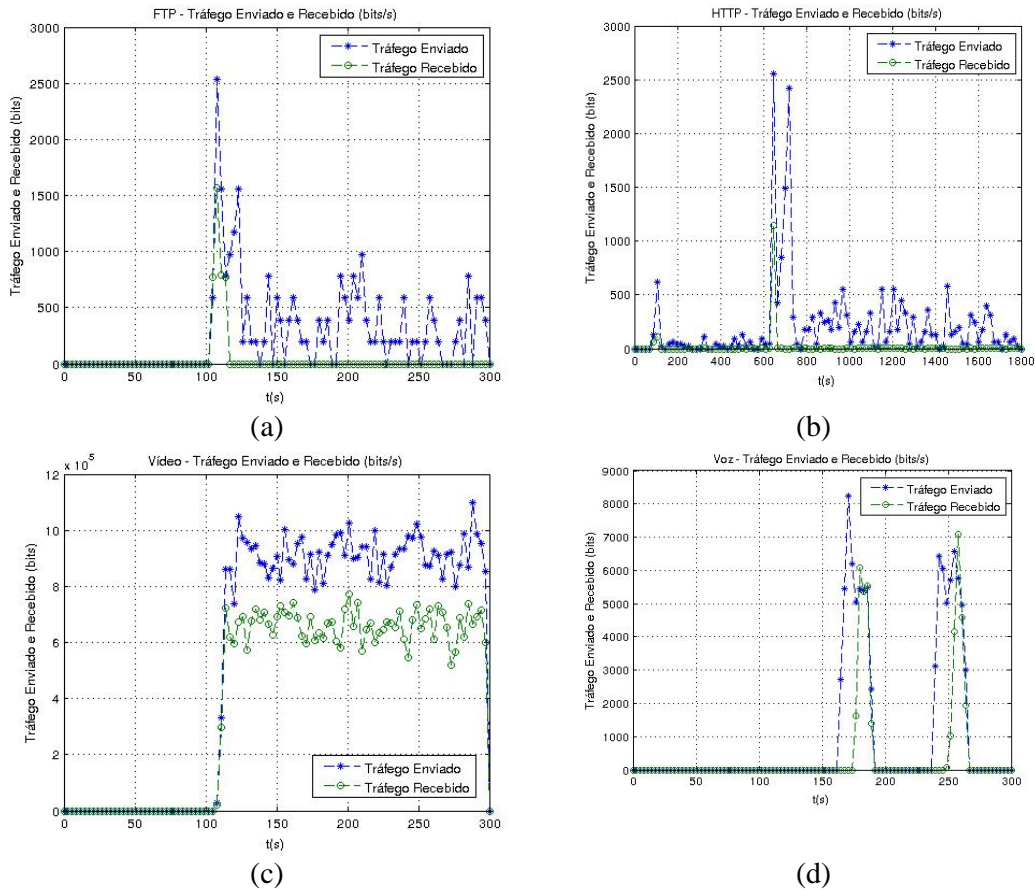 FTP - Tráfego Enviado e Recebido (bits/s)
Tráfego Enviado e Recebido (bits)
3000
2500
2000
1500
1000
500
0
Tráfego Enviado
Tráfego Recebido
0 50 100 150 200 250 300
t(s)
(a)
HTTP - Tráfego Enviado e Recebido (bits/s)
Tráfego Enviado e Recebido (bits)
3000
2500
2000
1500
1000
500
0
Tráfego Enviado
Tráfego Recebido
0 200 400 600 800 1000 1200 1400 1600 1800
t(s)
(b)
Vídeo - Tráfego Enviado e Recebido (bits/s)
x 10^5
Tráfego Enviado e Recebido (bits)
12
10
8
6
4
2
0
Tráfego Enviado
Tráfego Recebido
0 50 100 150 200 250 300
t(s)
(c)
Voz - Tráfego Enviado e Recebido (bits/s)
Tráfego Enviado e Recebido (bits)
9000
8000
7000
6000
5000
4000
3000
2000
1000
0
Tráfego Enviado
Tráfego Recebido
0 50 100 150 200 250 300
t(s)
(d)